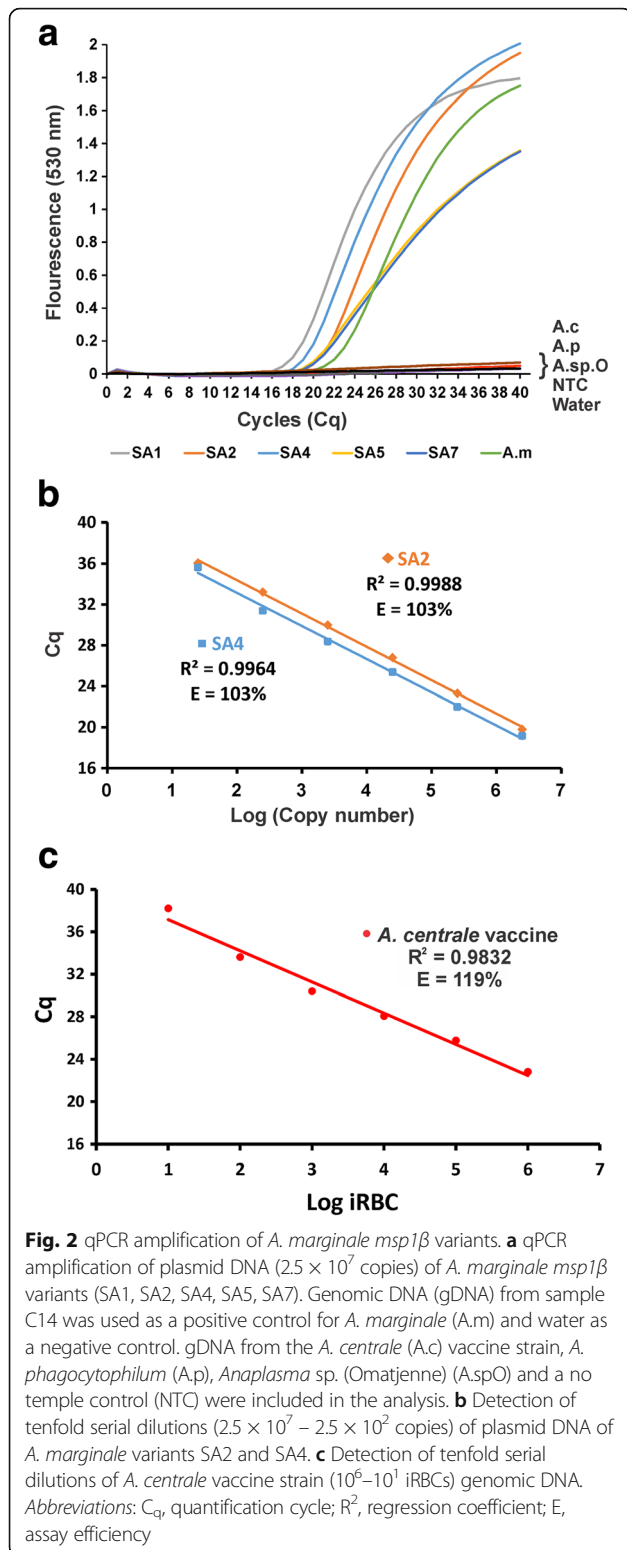 a
Flourescence (530 nm)
2
1.8
1.6
1.4
1.2
1
0.8
0.6
0.4
0.2
0
0 2 4 6 8 10 12 14 16 18 20 22 24 26 28 30 32 34 36 38 40
Cycles (Cq)
A.c
A.p
A.sp.O
NTC
Water
SA1 SA2 SA4 SA5 SA7 A.m
b
Cq
40
36
32
28
24
20
16
SA2
R² = 0.9988
E = 103%
SA4
R² = 0.9964
E = 103%
0 1 2 3 4 5 6 7
Log (Copy number)
c
Cq
40
36
32
28
24
20
16
A. centrale vaccine
R² = 0.9832
E = 119%
0 1 2 3 4 5 6 7
Log iRBC
Fig. 2 qPCR amplification of A. marginale msp1β variants. a qPCR
amplification of plasmid DNA (2.5 × 10⁷ copies) of A. marginale msp1β
variants (SA1, SA2, SA4, SA5, SA7). Genomic DNA (gDNA) from sample
C14 was used as a positive control for A. marginale (A.m) and water as
a negative control. gDNA from the A. centrale (A.c) vaccine strain, A.
phagocytophilum (A.p), Anaplasma sp. (Omatjenne) (A.spO) and a no
temple control (NTC) were included in the analysis. b Detection of
tenfold serial dilutions (2.5 × 10⁷ – 2.5 × 10² copies) of plasmid DNA of
A. marginale variants SA2 and SA4. c Detection of tenfold serial
dilutions of A. centrale vaccine strain (10⁶–10¹ iRBCs) genomic DNA.
Abbreviations: Cq, quantification cycle; R², regression coefficient; E,
assay efficiency